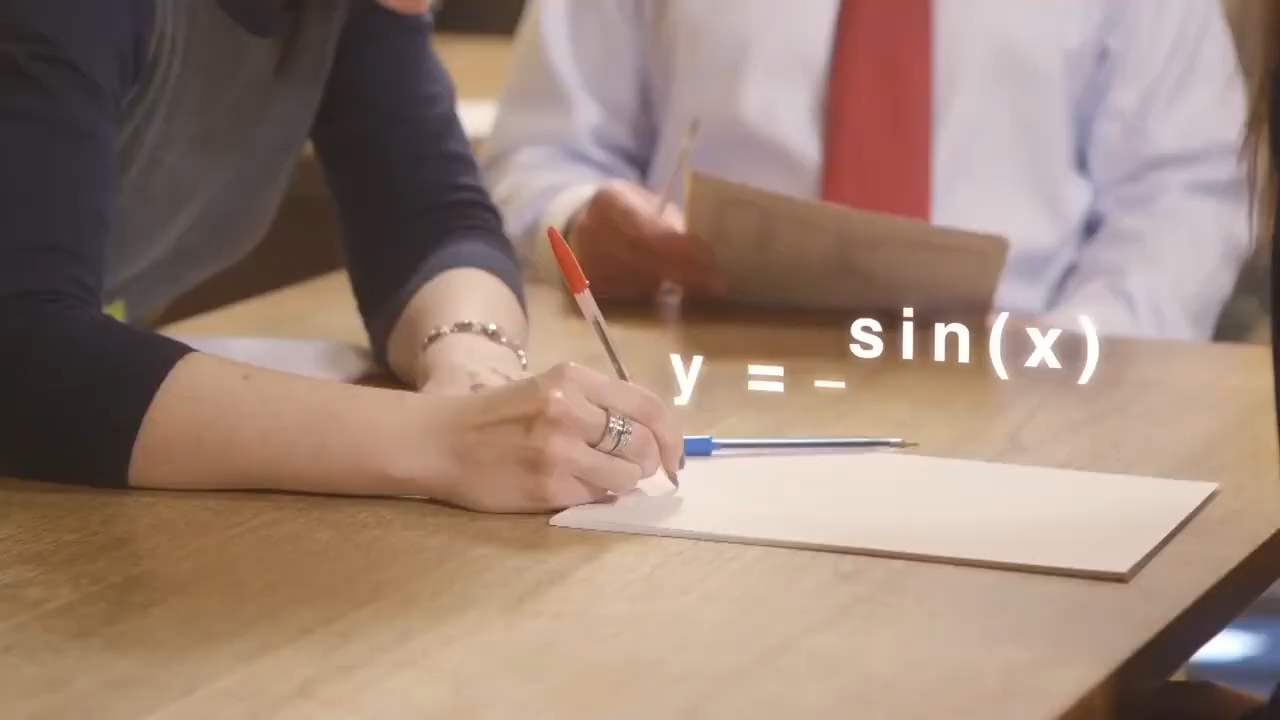 y = - sin(x)